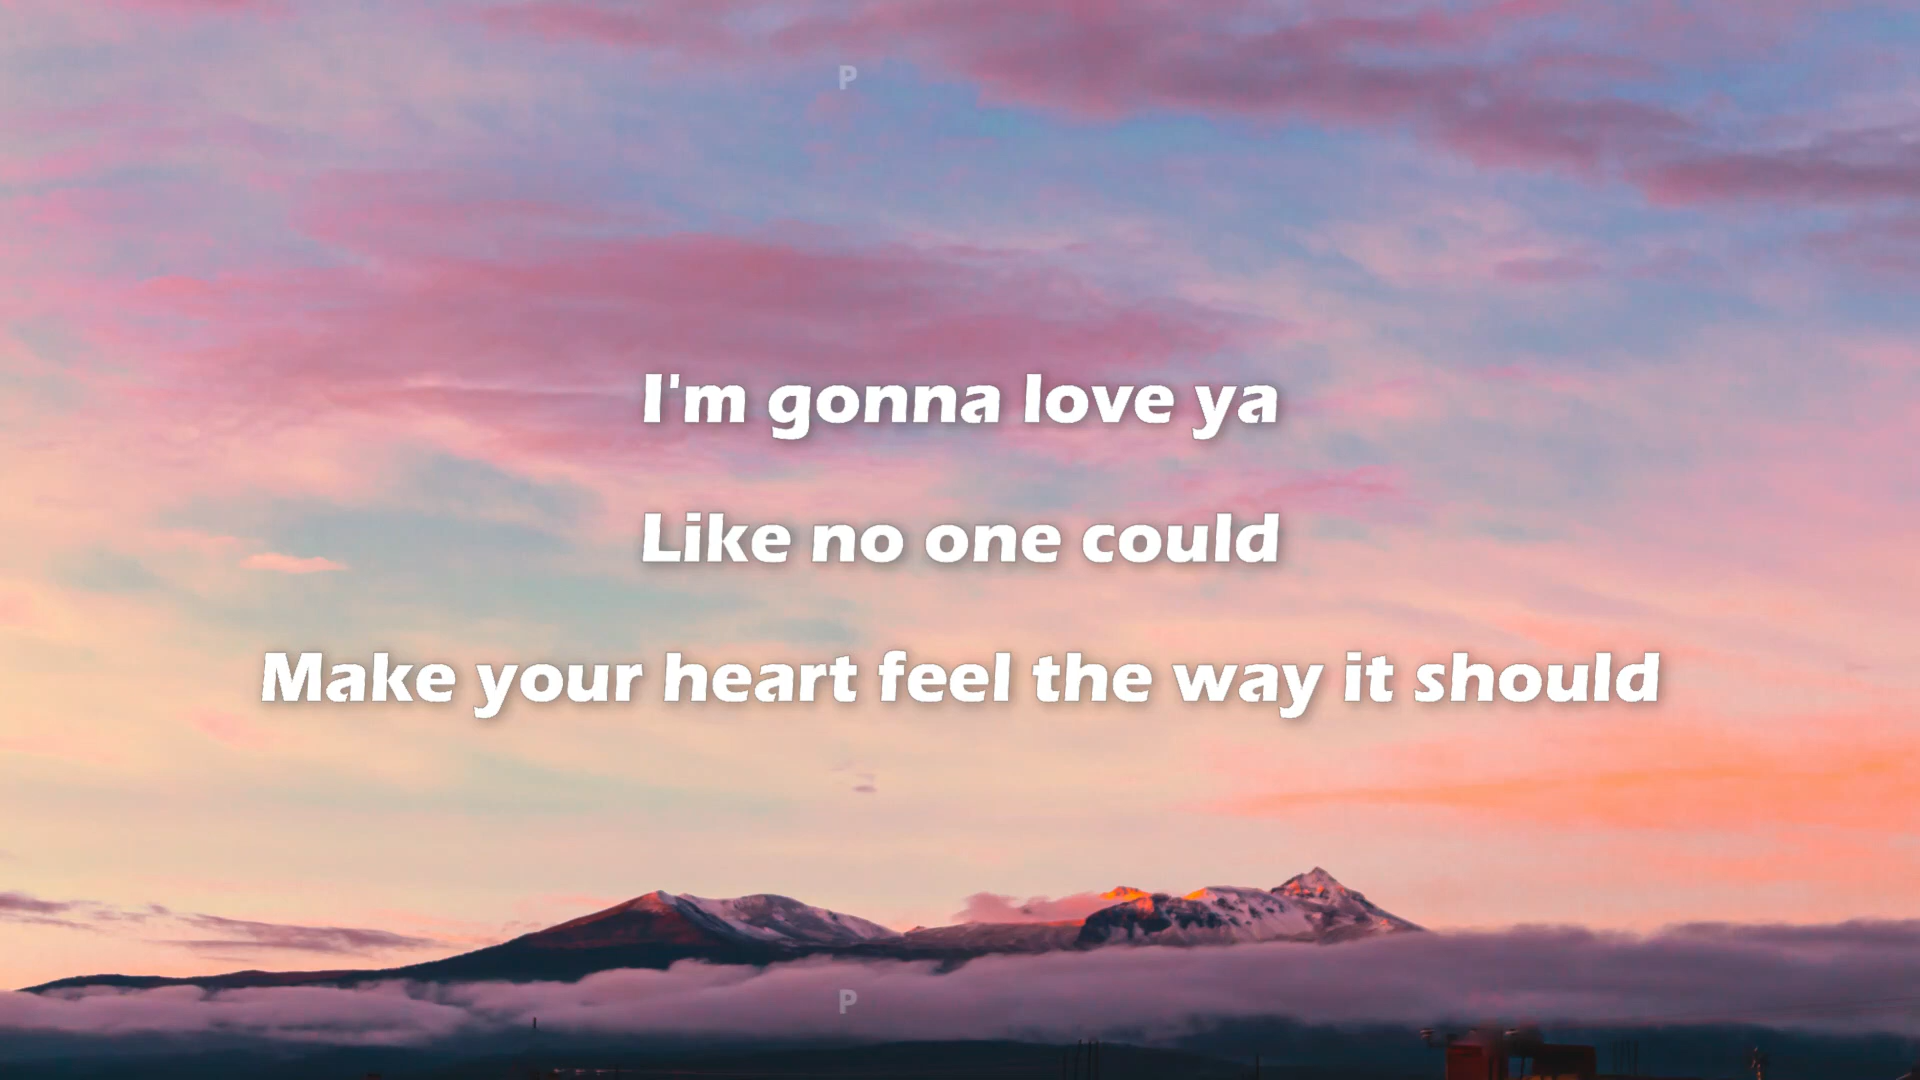 P
I'm gonna love ya
Like no one could
Make your heart feel the way it should
P